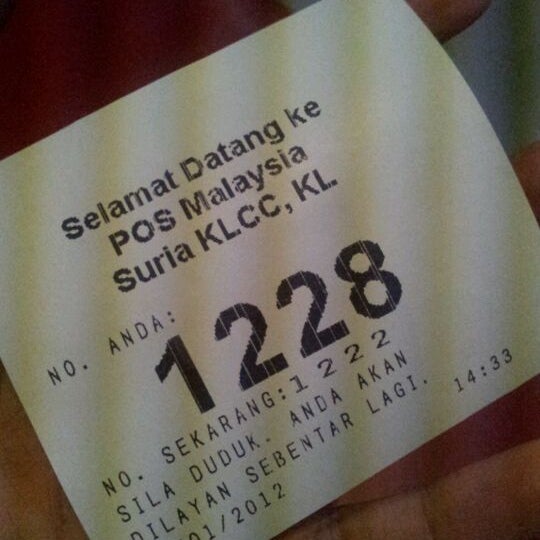 Selamat Datang ke
POS Malaysia
Suria KLCC, KL
NO. ANDA:
1228
NO. SEKARANG:1222
SILA DUDUK. ANDA AKAN
DILAYAN SEBENTAR LAGI.
01/2012 14:33